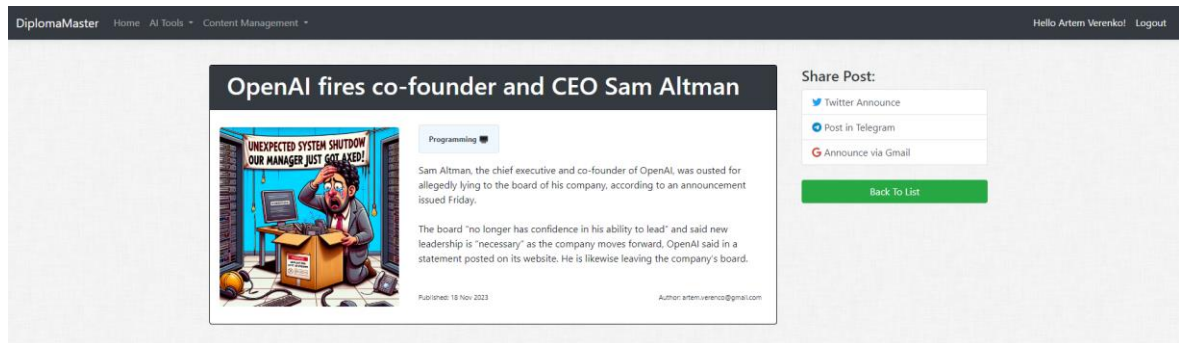 DiplomaMaster Home AI Tools Content Management Hello Artem Verenko! Logout
OpenAI fires co-founder and CEO Sam Altman
UNEXPECTED SYSTEM SHUTDOWN
OUR MANAGER JUST GOT AXED!
Programming
Sam Altman, the chief executive and co-founder of OpenAI, was ousted for
allegedly lying to the board of his company, according to an announcement
issued Friday.
The board "no longer has confidence in his ability to lead" and said new
leadership is "necessary" as the company moves forward, OpenAI said in a
statement posted on its website. He is likewise leaving the company's board.
Published: 18 Nov 2023 Author: artem.verenco@gmail.com
Share Post:
Twitter Announce
Post in Telegram
Announce via Gmail
Back To List